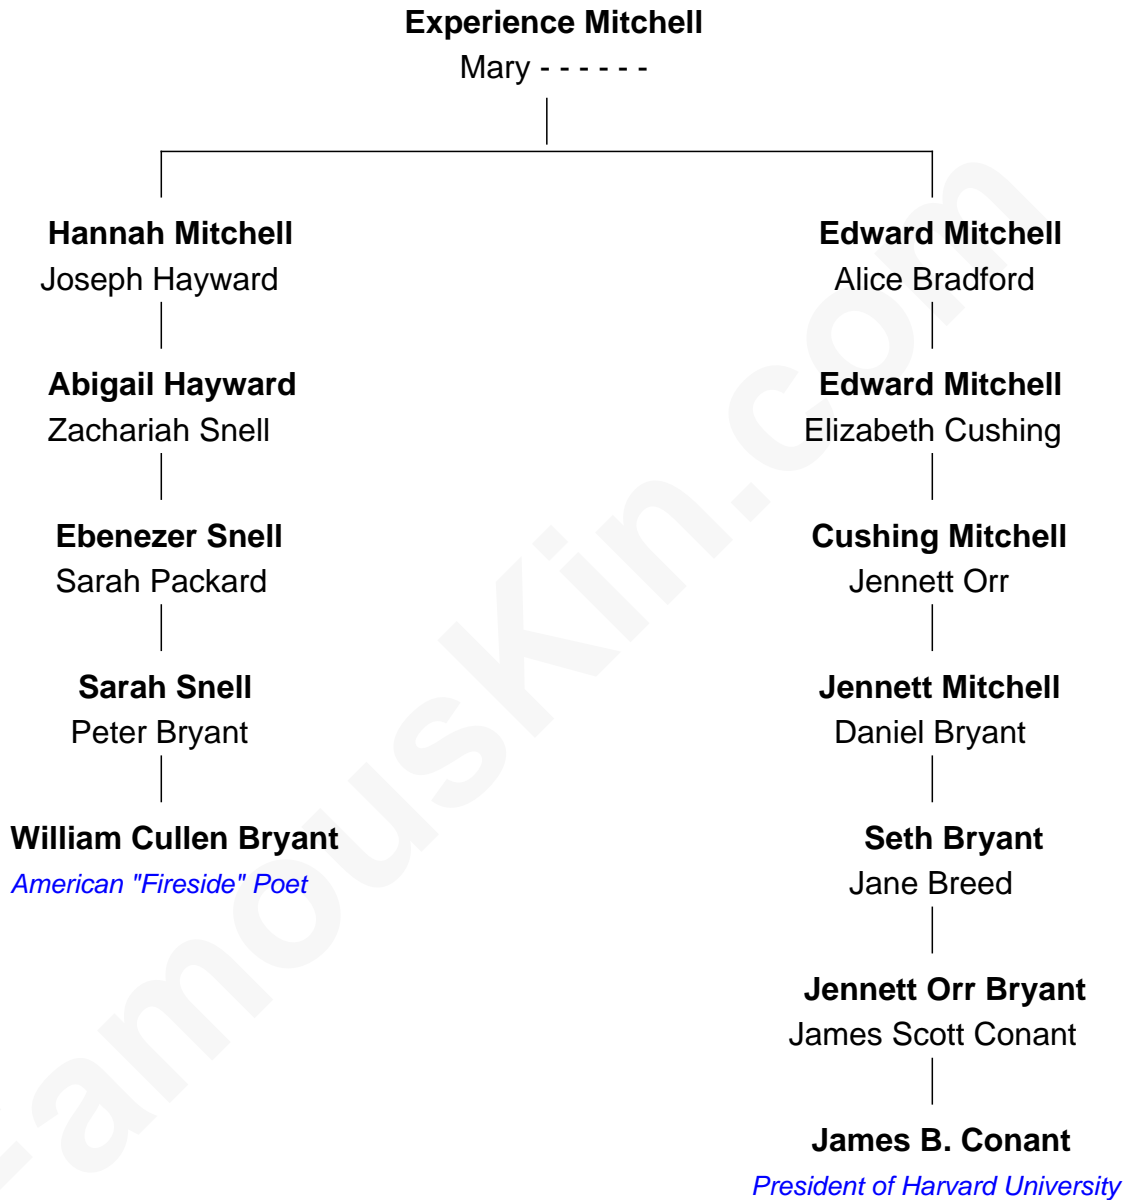 Experience Mitchell
Mary - - - - - -
Hannah Mitchell
Joseph Hayward
Edward Mitchell
Alice Bradford
Abigail Hayward
Zachariah Snell
Edward Mitchell
Elizabeth Cushing
Ebenezer Snell
Sarah Packard
Cushing Mitchell
Jennett Orr
Sarah Snell
Peter Bryant
Jennett Mitchell
Daniel Bryant
William Cullen Bryant
American "Fireside" Poet
Seth Bryant
Jane Breed
Jennett Orr Bryant
James Scott Conant
James B. Conant
President of Harvard University
FamousKin.com